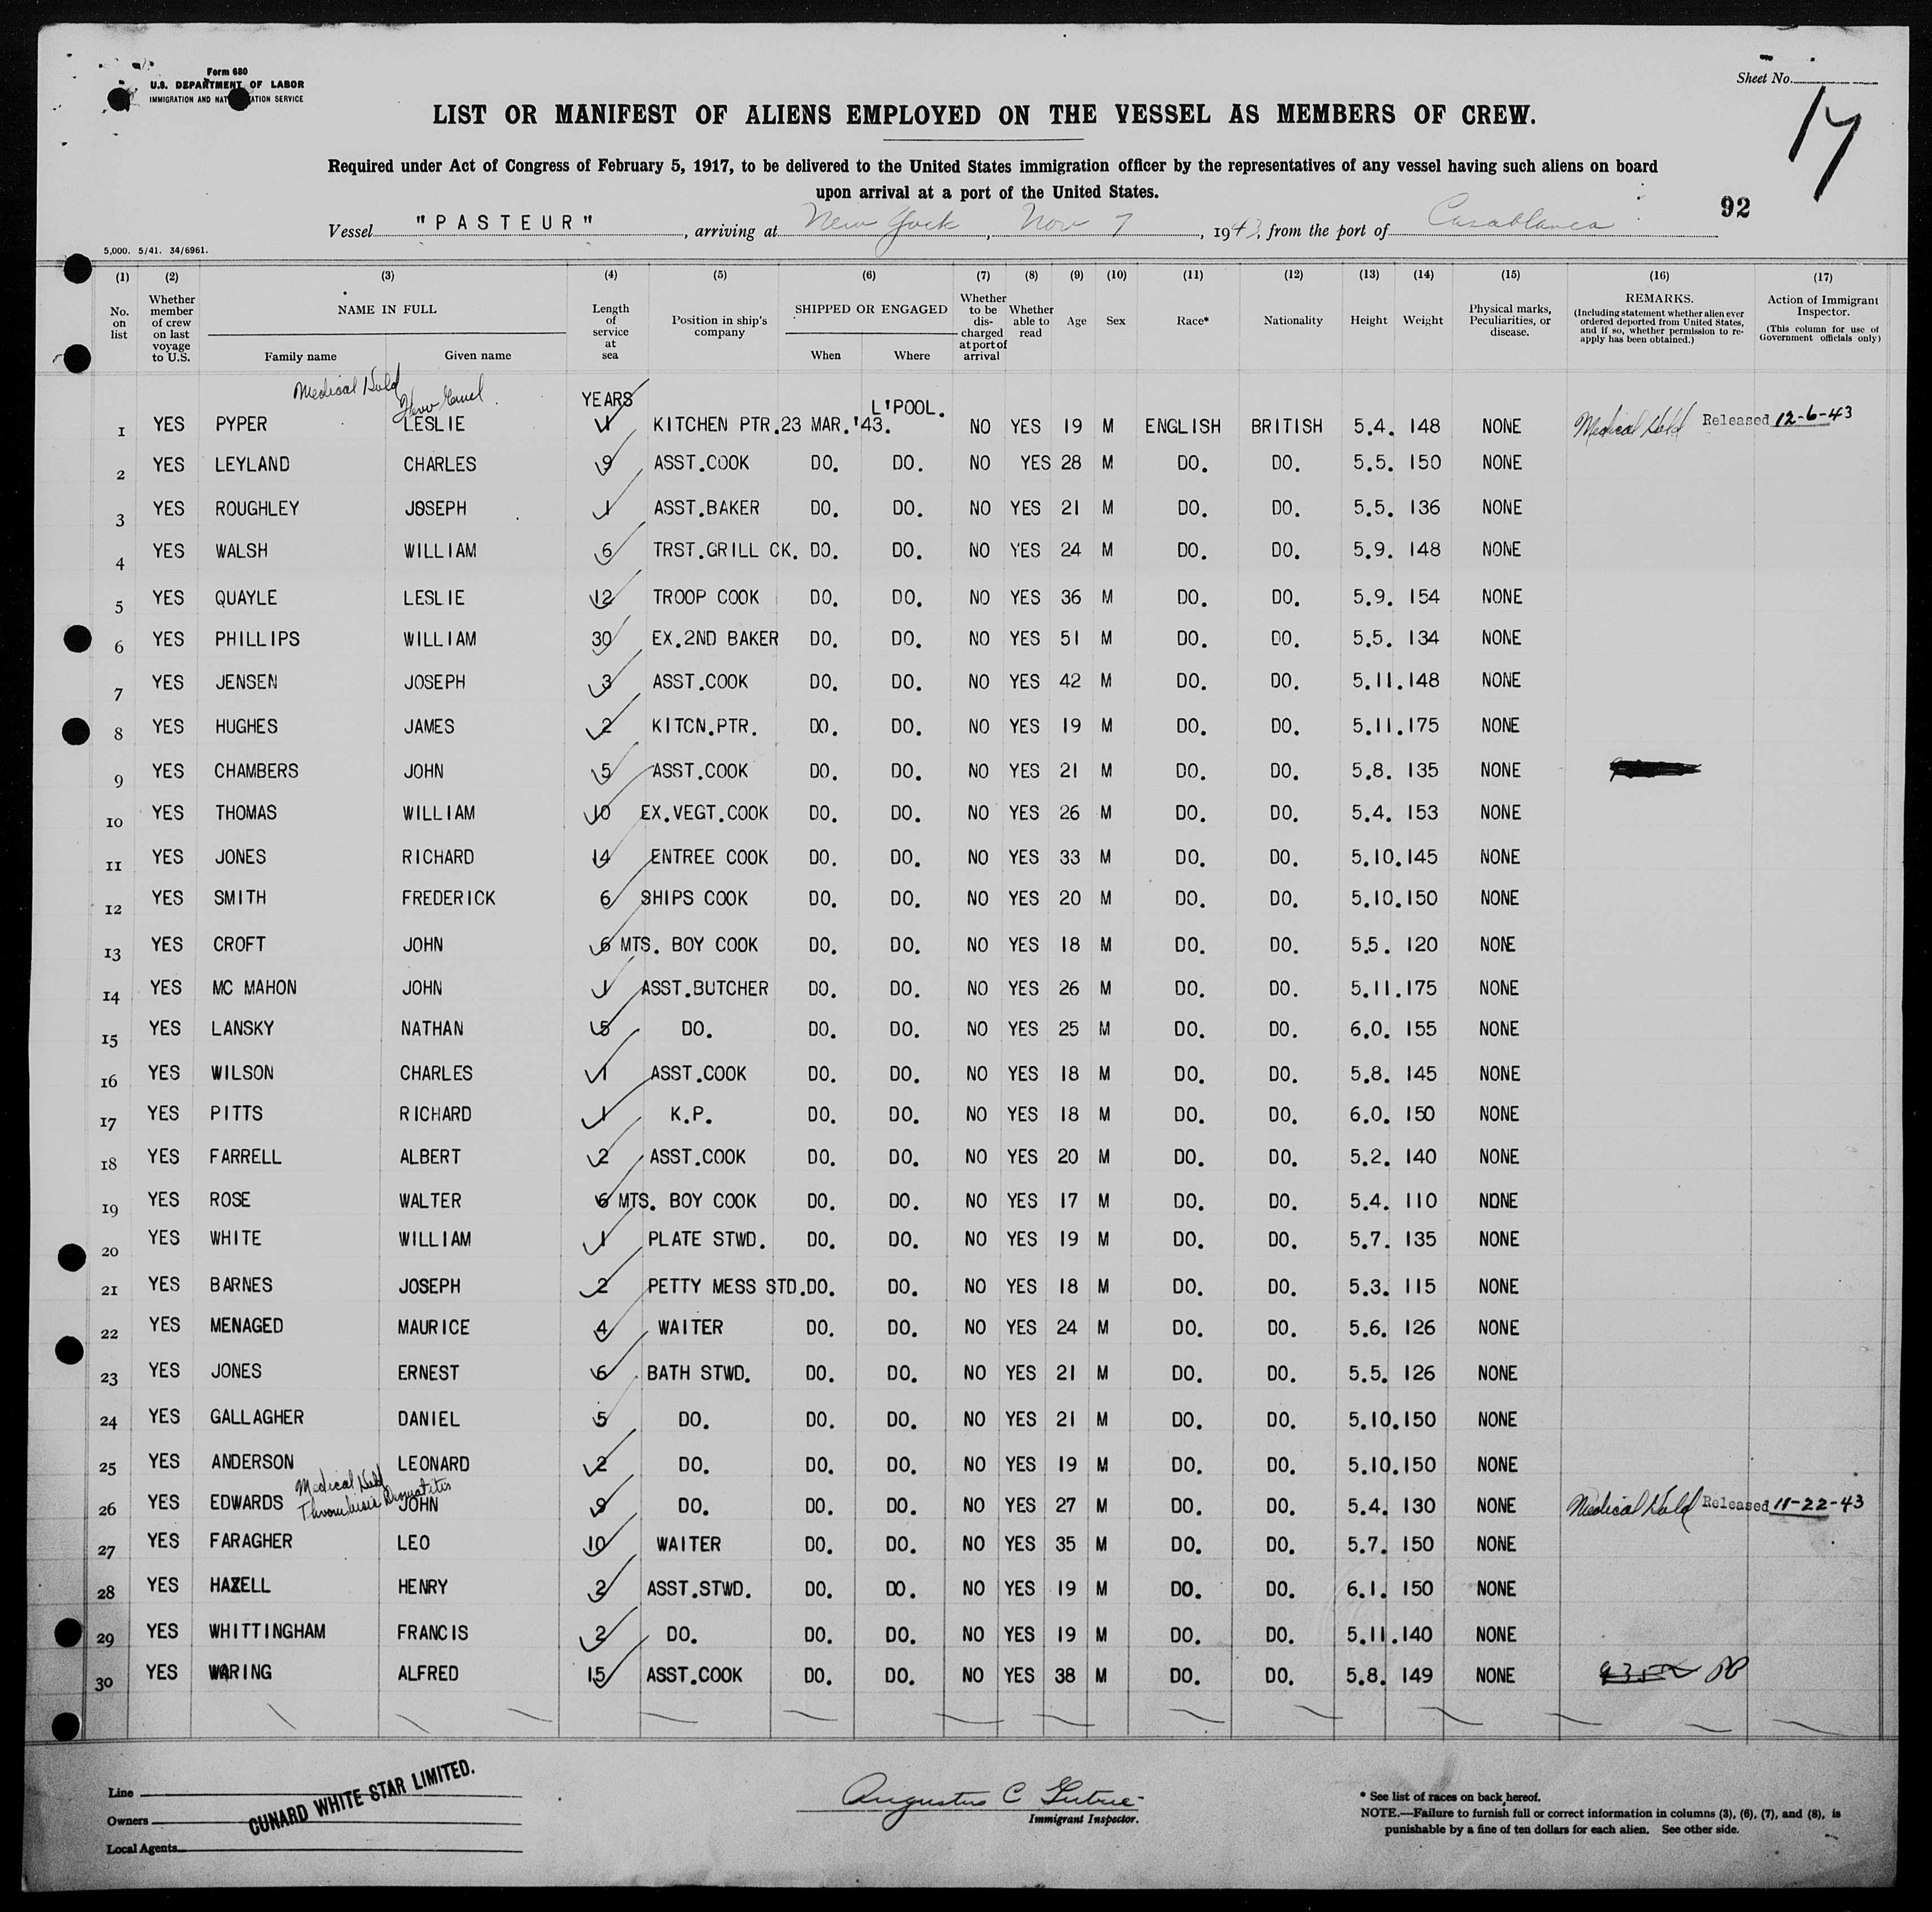 Form 680
U.S. DEPARTMENT OF LABOR
IMMIGRATION AND NATURALIZATION SERVICE
Sheet No.
17
LIST OR MANIFEST OF ALIENS EMPLOYED ON THE VESSEL AS MEMBERS OF CREW.
Required under Act of Congress of February 5, 1917, to be delivered to the United States immigration officer by the representatives of any vessel having such aliens on board
upon arrival at a port of the United States.
92
Vessel "PASTEUR", arriving at New York, Nov 7, 1943, from the port of Casablanca
5,000. 5/41. 34/6961.
(1) (2) (3) (4) (5) (6) (7) (8) (9) (10) (11) (12) (13) (14) (15) (16) (17)
No. on list
Whether member of crew on last voyage to U.S.
NAME IN FULL
Family name Given name
Length of service at sea
Position in ship's company
SHIPPED OR ENGAGED
When Where
Whether to be discharged at port of arrival
Whether able to read
Age
Sex
Race*
Nationality
Height
Weight
Physical marks, Peculiarities, or disease.
REMARKS.
(Including statement whether alien ever ordered deported from United States, and if so, whether permission to re-apply has been obtained.)
Action of Immigrant Inspector.
(This column for use of Government officials only)
Medical Hold
YEARS
L'POOL.
1 YES PYPER LESLIE 1 KITCHEN PTR. 23 MAR.'43. NO YES 19 M ENGLISH BRITISH 5.4. 148 NONE Medical Hold Released 12-6-43
2 YES LEYLAND CHARLES 9 ASST.COOK DO. DO. NO YES 28 M DO. DO. 5.5. 150 NONE
3 YES ROUGHLEY JOSEPH 1 ASST.BAKER DO. DO. NO YES 21 M DO. DO. 5.5. 136 NONE
4 YES WALSH WILLIAM 6 TRST.GRILL CK. DO. DO. NO YES 24 M DO. DO. 5.9. 148 NONE
5 YES QUAYLE LESLIE 12 TROOP COOK DO. DO. NO YES 36 M DO. DO. 5.9. 154 NONE
6 YES PHILLIPS WILLIAM 30 EX.2ND BAKER DO. DO. NO YES 51 M DO. DO. 5.5. 134 NONE
7 YES JENSEN JOSEPH 3 ASST.COOK DO. DO. NO YES 42 M DO. DO. 5.11. 148 NONE
8 YES HUGHES JAMES 2 KITCN.PTR. DO. DO. NO YES 19 M DO. DO. 5.11. 175 NONE
9 YES CHAMBERS JOHN 5 ASST.COOK DO. DO. NO YES 21 M DO. DO. 5.8. 135 NONE
10 YES THOMAS WILLIAM 10 EX.VEGT.COOK DO. DO. NO YES 26 M DO. DO. 5.4. 153 NONE
11 YES JONES RICHARD 14 ENTREE COOK DO. DO. NO YES 33 M DO. DO. 5.10. 145 NONE
12 YES SMITH FREDERICK 6 SHIPS COOK DO. DO. NO YES 20 M DO. DO. 5.10. 150 NONE
13 YES CROFT JOHN 6 MTS. BOY COOK DO. DO. NO YES 18 M DO. DO. 5.5. 120 NONE
14 YES MC MAHON JOHN 1 ASST.BUTCHER DO. DO. NO YES 26 M DO. DO. 5.11. 175 NONE
15 YES LANSKY NATHAN 5 DO. DO. DO. NO YES 25 M DO. DO. 6.0. 155 NONE
16 YES WILSON CHARLES 1 ASST.COOK DO. DO. NO YES 18 M DO. DO. 5.8. 145 NONE
17 YES PITTS RICHARD 1 K.P. DO. DO. NO YES 18 M DO. DO. 6.0. 150 NONE
18 YES FARRELL ALBERT 2 ASST.COOK DO. DO. NO YES 20 M DO. DO. 5.2. 140 NONE
19 YES ROSE WALTER 6 MTS. BOY COOK DO. DO. NO YES 17 M DO. DO. 5.4. 110 NONE
20 YES WHITE WILLIAM 1 PLATE STWD. DO. DO. NO YES 19 M DO. DO. 5.7. 135 NONE
21 YES BARNES JOSEPH 2 PETTY MESS STD. DO. DO. NO YES 18 M DO. DO. 5.3. 115 NONE
22 YES MENAGED MAURICE 4 WAITER DO. DO. NO YES 24 M DO. DO. 5.6. 126 NONE
23 YES JONES ERNEST 6 BATH STWD. DO. DO. NO YES 21 M DO. DO. 5.5. 126 NONE
24 YES GALLAGHER DANIEL 5 DO. DO. DO. NO YES 21 M DO. DO. 5.10. 150 NONE
25 YES ANDERSON LEONARD 2 DO. DO. DO. NO YES 19 M DO. DO. 5.10. 150 NONE
Medical Hold
26 YES EDWARDS JOHN 9 DO. DO. DO. NO YES 27 M DO. DO. 5.4. 130 NONE Medical Hold Released 11-22-43
27 YES FARAGHER LEO 10 WAITER DO. DO. NO YES 35 M DO. DO. 5.7. 150 NONE
28 YES HAZELL HENRY 2 ASST.STWD. DO. DO. NO YES 19 M DO. DO. 6.1. 150 NONE
29 YES WHITTINGHAM FRANCIS 2 DO. DO. DO. NO YES 19 M DO. DO. 5.11. 140 NONE
30 YES WARING ALFRED 15 ASST.COOK DO. DO. NO YES 38 M DO. DO. 5.8. 149 NONE
Line
Owners
Local Agents
CUNARD WHITE STAR LIMITED.
Augustus C
Immigrant Inspector.
* See list of races on back hereof.
NOTE.—Failure to furnish full or correct information in columns (3), (6), (7), and (8), is
punishable by a fine of ten dollars for each alien. See other side.